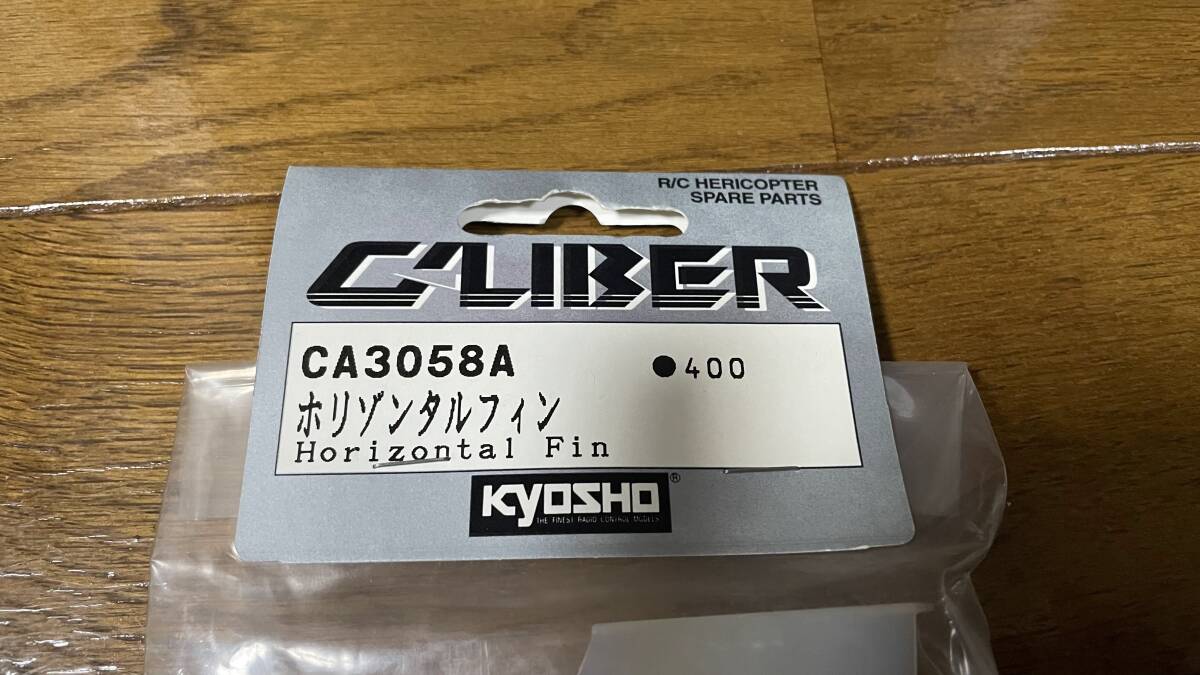 R/C HERICOPTER
SPARE PARTS
CALIBER
CA3058A ●400
ホリゾンタルフィン
Horizontal Fin
KYOSHO®
THE FINEST RADIO CONTROL MODELS